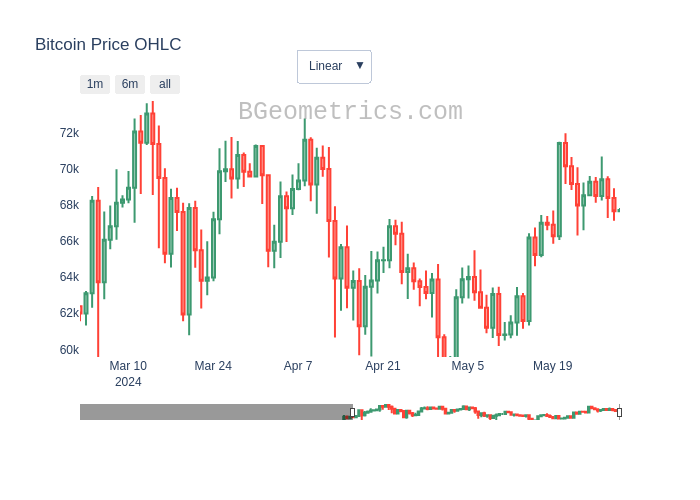 Bitcoin Price OHLC
Linear ▼
1m 6m all
BGeometrics.com
72k
70k
68k
66k
64k
62k
60k
Mar 10 Mar 24 Apr 7 Apr 21 May 5 May 19
2024